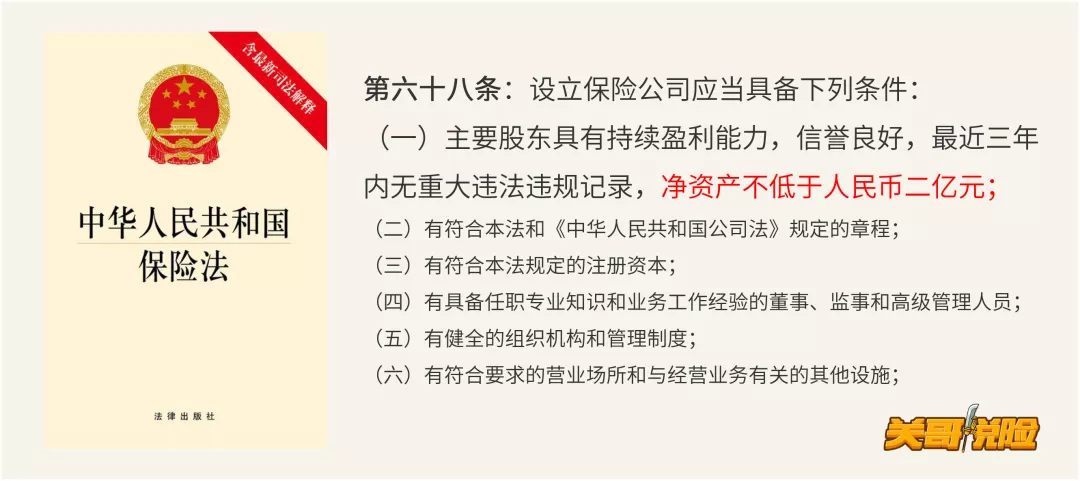 含最新司法解释
中华人民共和国
保险法
法律出版社
第六十八条：设立保险公司应当具备下列条件：
（一）主要股东具有持续盈利能力，信誉良好，最近三年
内无重大违法违规记录，净资产不低于人民币二亿元；
（二）有符合本法和《中华人民共和国公司法》规定的章程；
（三）有符合本法规定的注册资本；
（四）有具备任职专业知识和业务工作经验的董事、监事和高级管理人员；
（五）有健全的组织机构和管理制度；
（六）有符合要求的营业场所和与经营业务有关的其他设施；
关哥说险